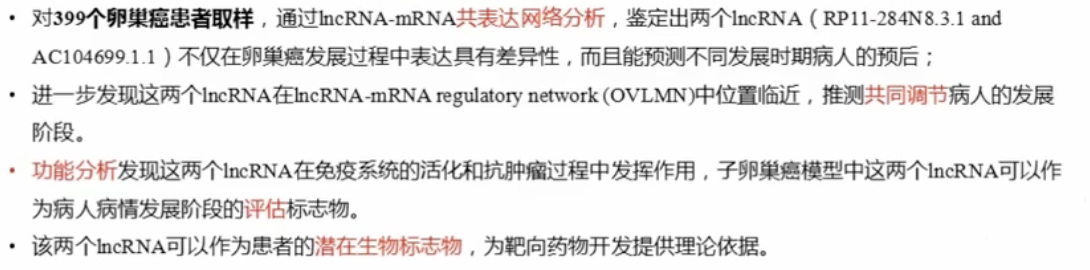 • 对399个卵巢癌患者取样，通过lncRNA-mRNA共表达网络分析，鉴定出两个lncRNA（RP11-284N8.3.1 and
AC104699.1.1）不仅在卵巢癌发展过程中表达具有差异性，而且能预测不同发展时期病人的预后；
• 进一步发现这两个lncRNA在lncRNA-mRNA regulatory network (OVLMN)中位置临近，推测共同调节病人的发展
阶段。
• 功能分析发现这两个lncRNA在免疫系统的活化和抗肿瘤过程中发挥作用，子卵巢癌模型中这两个lncRNA可以作
为病人病情发展阶段的评估标志物。
• 该两个lncRNA可以作为患者的潜在生物标志物，为靶向药物开发提供理论依据。